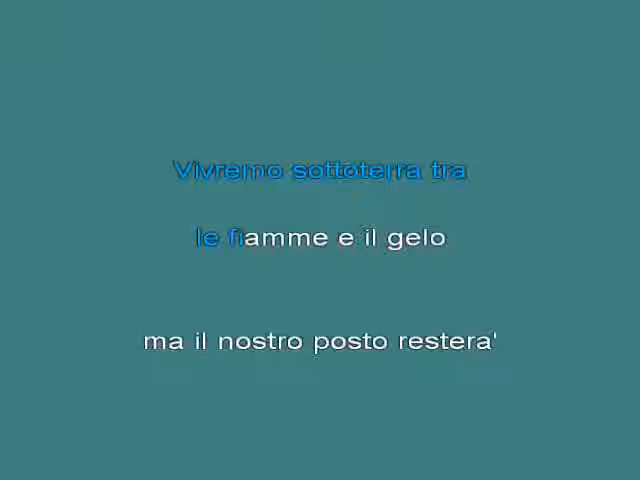 Vivremo sottoterra tra
le fiamme e il gelo
ma il nostro posto restera'